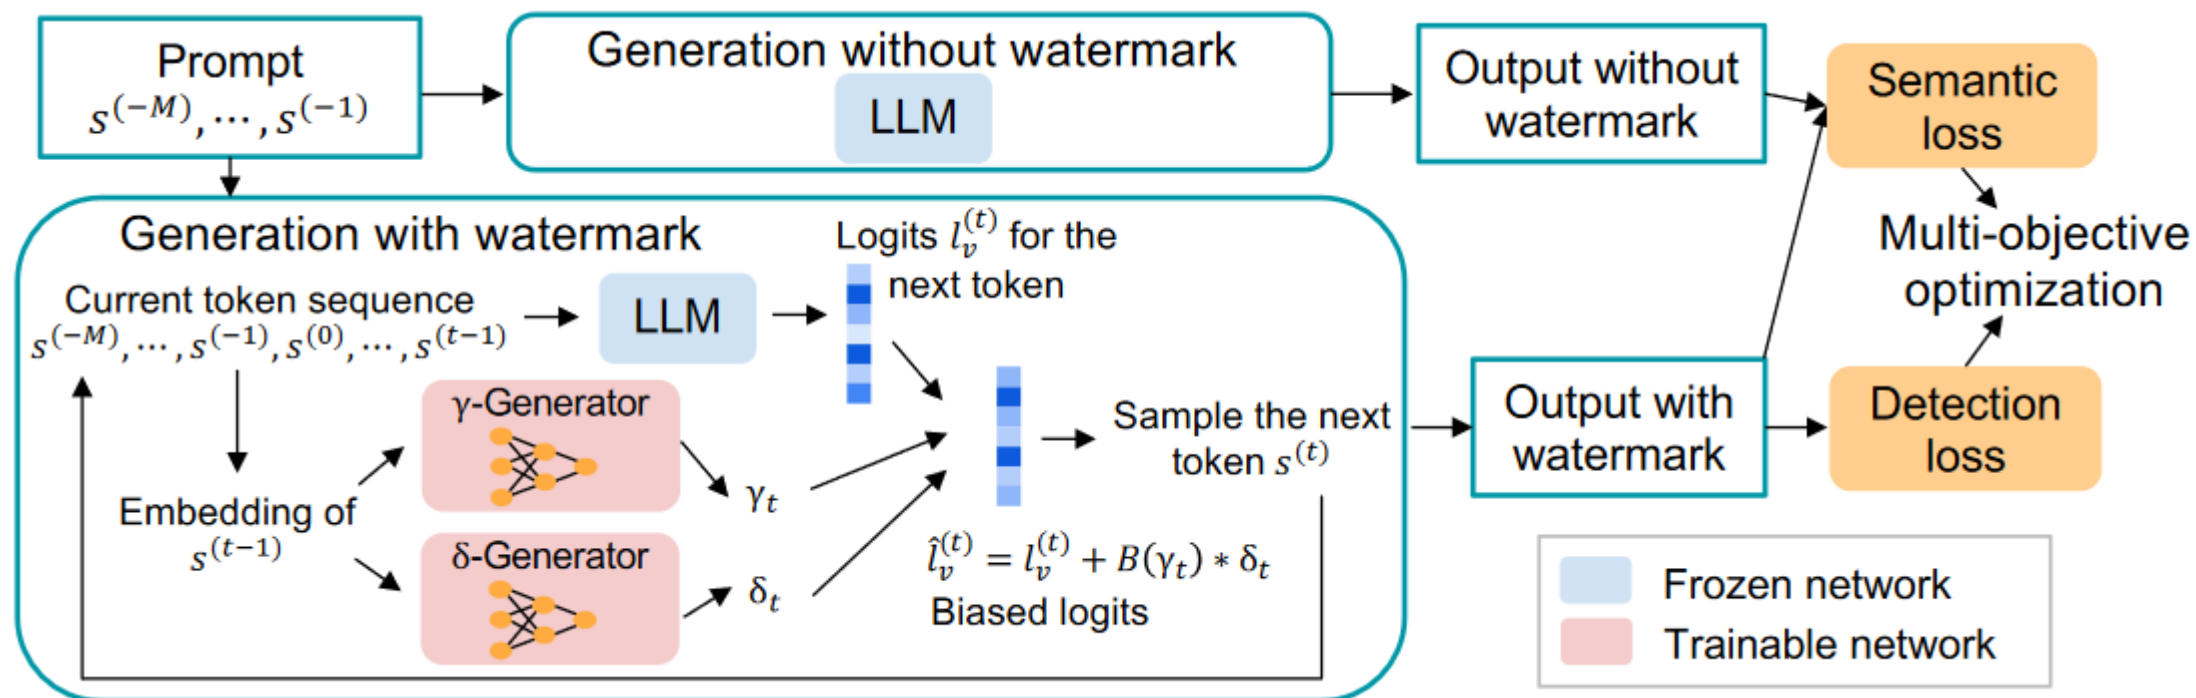 Prompt
s^(−M), ⋯, s^(−1)
Generation without watermark
LLM
Output without
watermark
Semantic
loss
Generation with watermark
Current token sequence
s^(−M), ⋯, s^(−1), s^(0), ⋯, s^(t−1)
LLM
Logits l_v^(t) for the
next token
Embedding of
s^(t−1)
γ-Generator
δ-Generator
γ_t
δ_t
l̂_v^(t) = l_v^(t) + B(γ_t) ∗ δ_t
Biased logits
Sample the next
token s^(t)
Output with
watermark
Detection
loss
Multi-objective
optimization
Frozen network
Trainable network